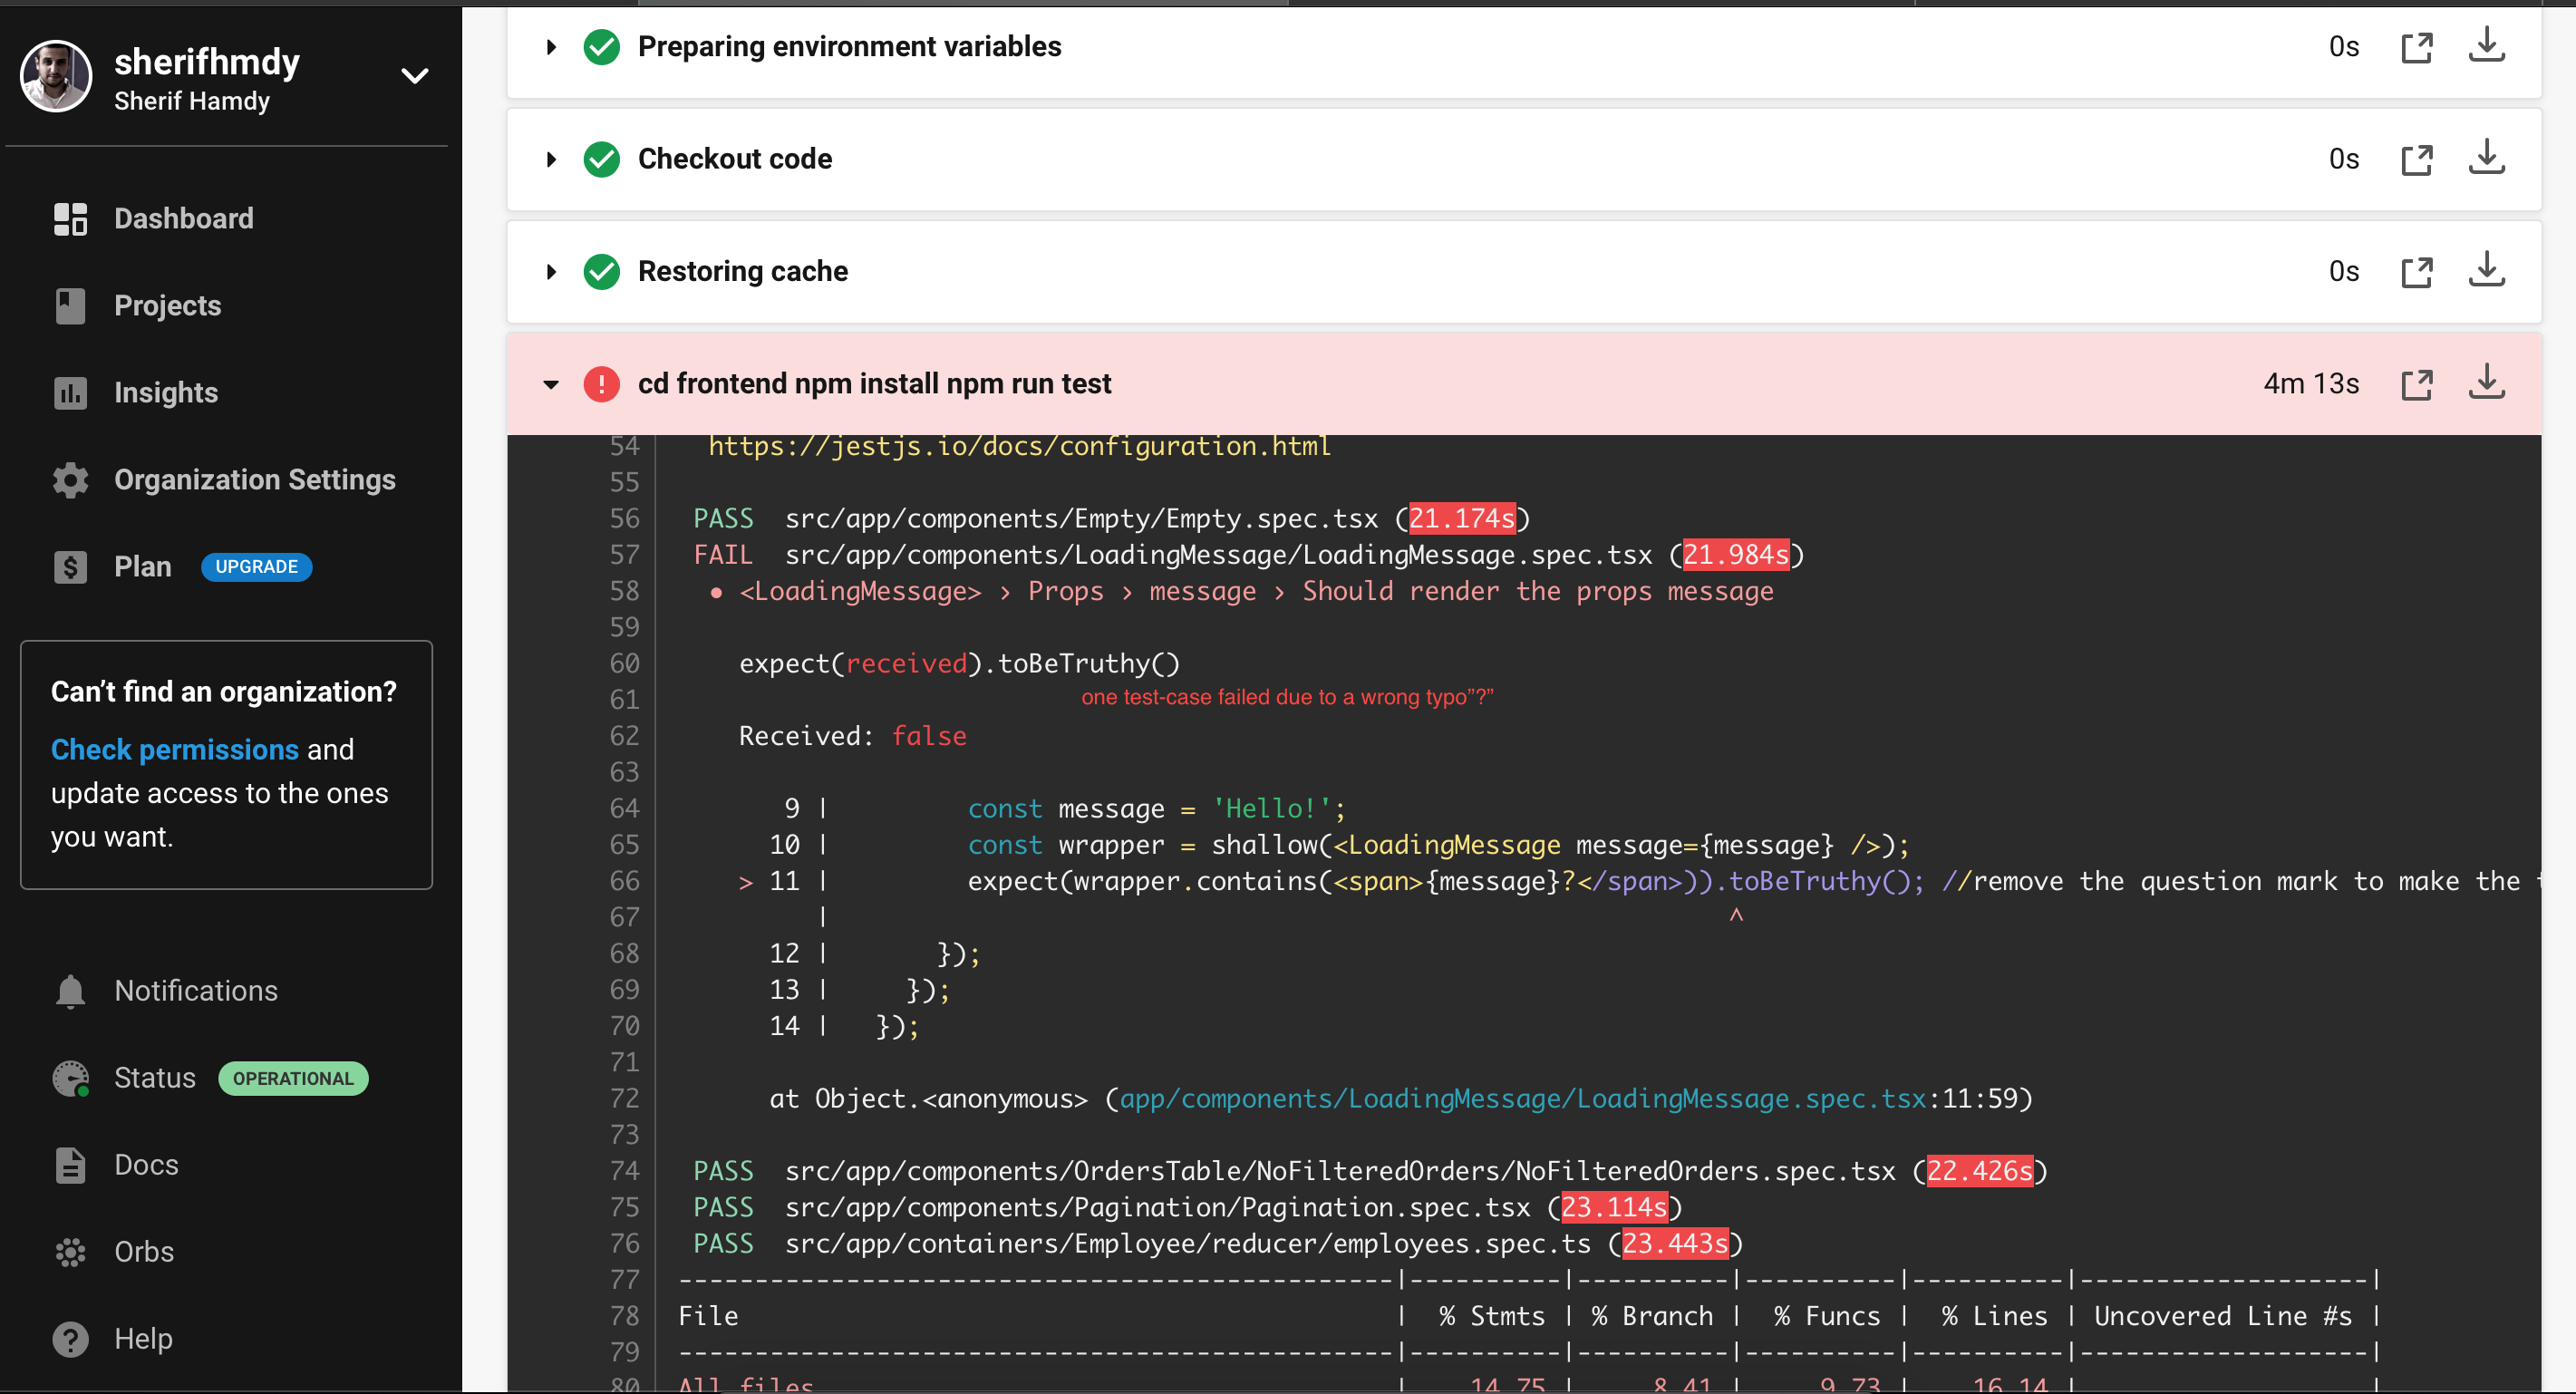 sherifhmdy
Sherif Hamdy
Dashboard
Projects
Insights
Organization Settings
Plan UPGRADE
Can’t find an organization?
Check permissions and
update access to the ones
you want.
Notifications
Status OPERATIONAL
Docs
Orbs
Help
Preparing environment variables 0s
Checkout code 0s
Restoring cache 0s
cd frontend npm install npm run test 4m 13s
54 https://jestjs.io/docs/configuration.html
55
56 PASS src/app/components/Empty/Empty.spec.tsx (21.174s)
57 FAIL src/app/components/LoadingMessage/LoadingMessage.spec.tsx (21.984s)
58 ● <LoadingMessage> › Props › message › Should render the props message
59
60 expect(received).toBeTruthy()
61 one test-case failed due to a wrong typo”?”
62 Received: false
63
64 9 | const message = 'Hello!';
65 10 | const wrapper = shallow(<LoadingMessage message={message} />);
66 > 11 | expect(wrapper.contains(<span>{message}?</span>)).toBeTruthy(); //remove the question mark to make the
67 | ^
68 12 | });
69 13 | });
70 14 | });
71
72 at Object.<anonymous> (app/components/LoadingMessage/LoadingMessage.spec.tsx:11:59)
73
74 PASS src/app/components/OrdersTable/NoFilteredOrders/NoFilteredOrders.spec.tsx (22.426s)
75 PASS src/app/components/Pagination/Pagination.spec.tsx (23.114s)
76 PASS src/app/containers/Employee/reducer/employees.spec.ts (23.443s)
77 -----------------------------------------------|----------|----------|----------|----------|-------------------|
78 File | % Stmts | % Branch | % Funcs | % Lines | Uncovered Line #s |
79 -----------------------------------------------|----------|----------|----------|----------|-------------------|
80 All files | 14.75 | 8.41 | 9.73 | 16.14 | |